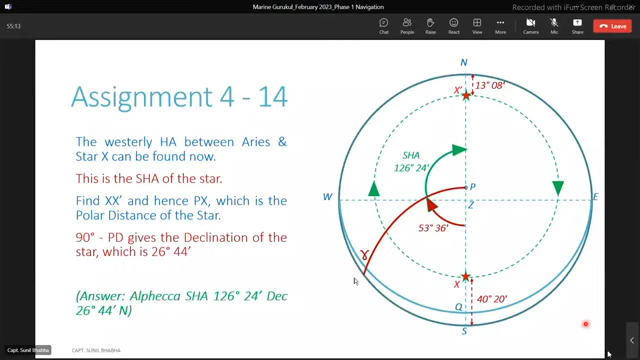 Marine Gurukul_February 2023_Phase 1 Navigation
Recorded with iFun Screen Recorder
55:13
Chat
People
Raise
React
View
More
Camera
Mic
Share
Leave
Assignment 4 - 14
The westerly HA between Aries &
Star X can be found now.
This is the SHA of the star.
Find XX’ and hence PX, which is the
Polar Distance of the Star.
90° - PD gives the Declination of the
star, which is 26° 44’
(Answer: Alphecca SHA 126° 24’ Dec
26° 44’ N)
N
X’
13° 08’
SHA
126° 24’
P
W
Z
E
53° 36’
γ
X
40° 20’
Q
S
CAPT. SUNIL BHABHA
Capt. Sunil Bhabha